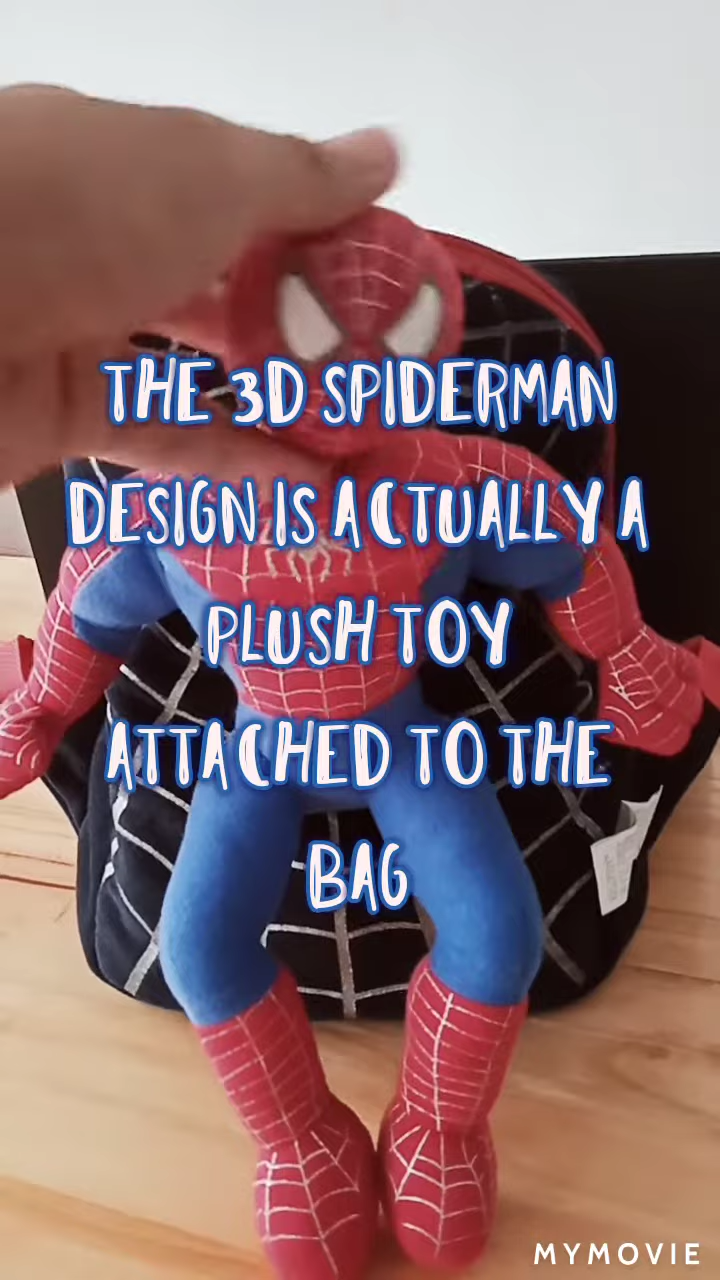 THE 3D SPIDERMAN
DESIGN IS ACTUALLY A
PLUSH TOY
ATTACHED TO THE
BAG
MYMOVIE